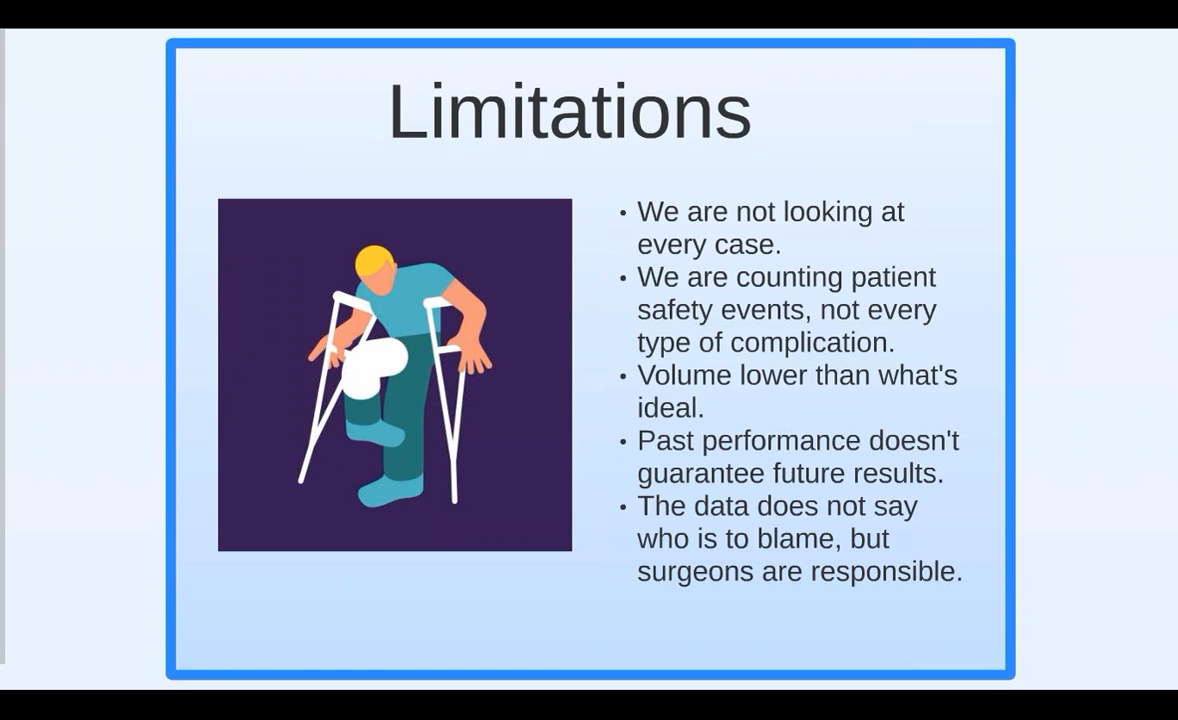 Limitations
• We are not looking at
every case.
• We are counting patient
safety events, not every
type of complication.
• Volume lower than what's
ideal.
• Past performance doesn't
guarantee future results.
• The data does not say
who is to blame, but
surgeons are responsible.